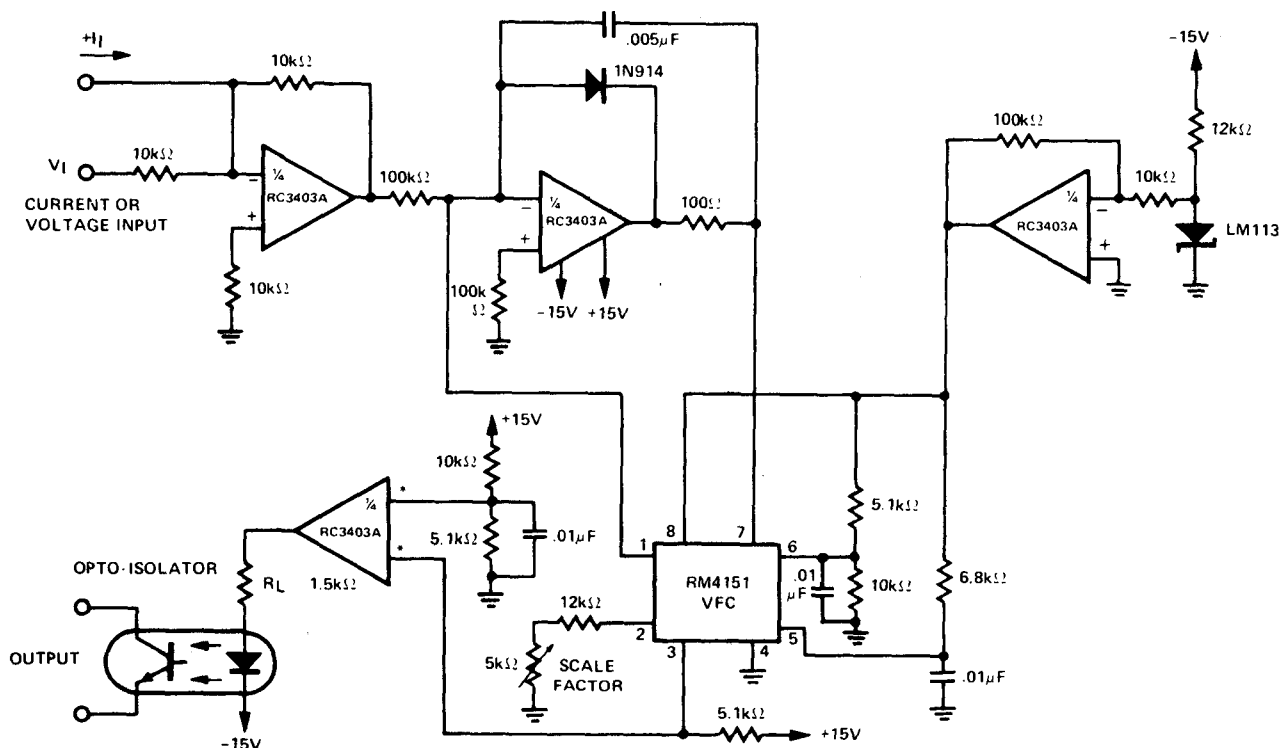 +I₁
10kΩ
.005μF
1N914
-15V
12kΩ
100kΩ
10kΩ
LM113
V₁
10kΩ
CURRENT OR
VOLTAGE INPUT
-
¼
RC3403A
+
10kΩ
100kΩ
-
¼
RC3403A
+
100k
Ω
-15V
+15V
100Ω
¼
RC3403A
-
+
+15V
10kΩ
*
¼
RC3403A
*
5.1kΩ
.01μF
OPTO-ISOLATOR
R_L
1.5kΩ
OUTPUT
-15V
12kΩ
5kΩ
SCALE
FACTOR
1
8
7
6
RM4151
VFC
2
3
4
5
.01
μF
5.1kΩ
10kΩ
6.8kΩ
.01μF
5.1kΩ
+15V